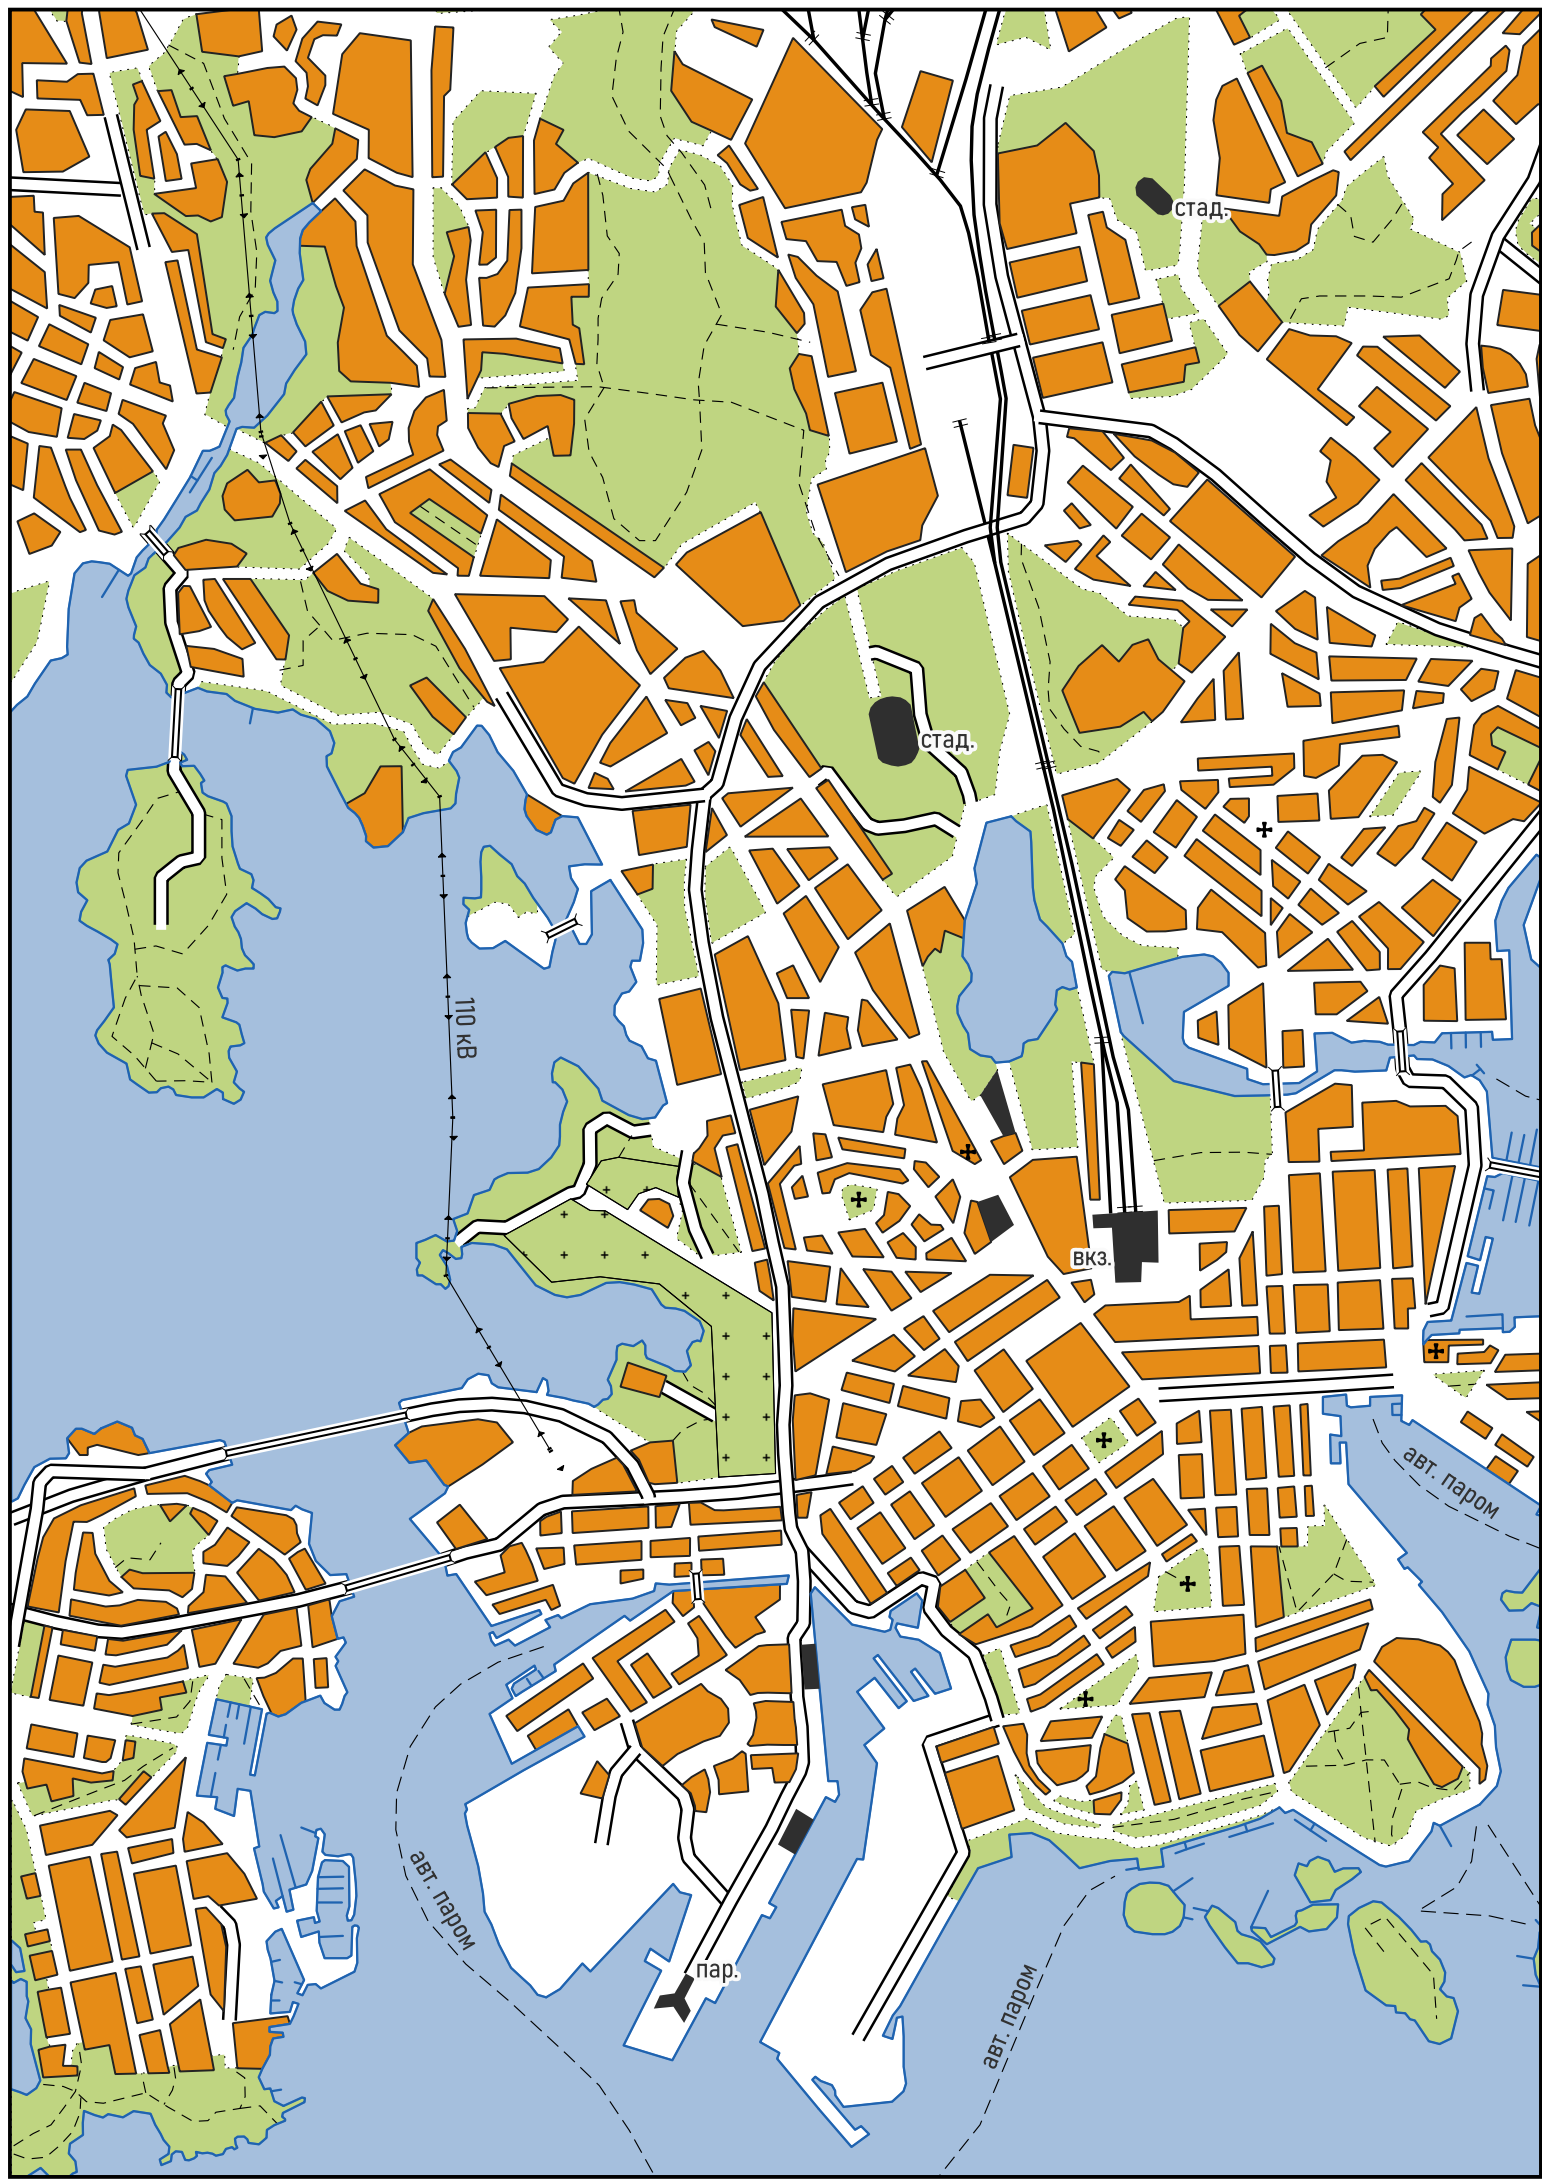 стад.
стад.
110 кВ
вкз.
авт. паром
авт. паром
пар.
авт. паром